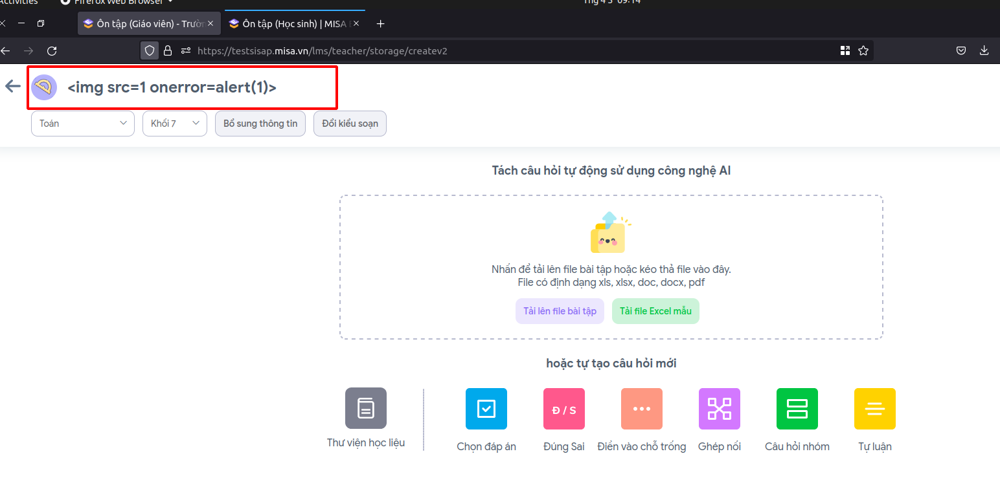 Activities Firefox Web Browser Thg 4 3 09:14
Ôn tập (Giáo viên) - Trườn Ôn tập (Học sinh) | MISA E
https://testsisap.misa.vn/lms/teacher/storage/createv2
<img src=1 onerror=alert(1)>
Toán Khối 7 Bổ sung thông tin Đổi kiểu soạn
Tách câu hỏi tự động sử dụng công nghệ AI
Nhấn để tải lên file bài tập hoặc kéo thả file vào đây.
File có định dạng xls, xlsx, doc, docx, pdf
Tải lên file bài tập Tải file Excel mẫu
hoặc tự tạo câu hỏi mới
Đ / S
Thư viện học liệu Chọn đáp án Đúng Sai Điền vào chỗ trống Ghép nối Câu hỏi nhóm Tự luận